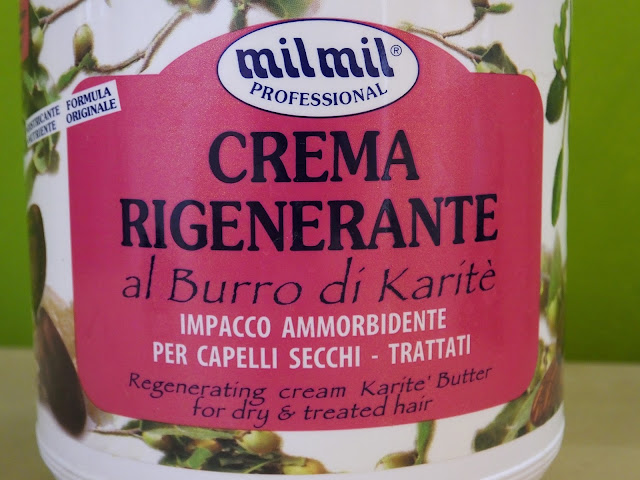 milmil®
PROFESSIONAL
FORMULA
ORIGINALE
CREMA
RIGENERANTE
al Burro di Karitè
IMPACCO AMMORBIDENTE
PER CAPELLI SECCHI - TRATTATI
Regenerating cream Karite' Butter
for dry & treated hair